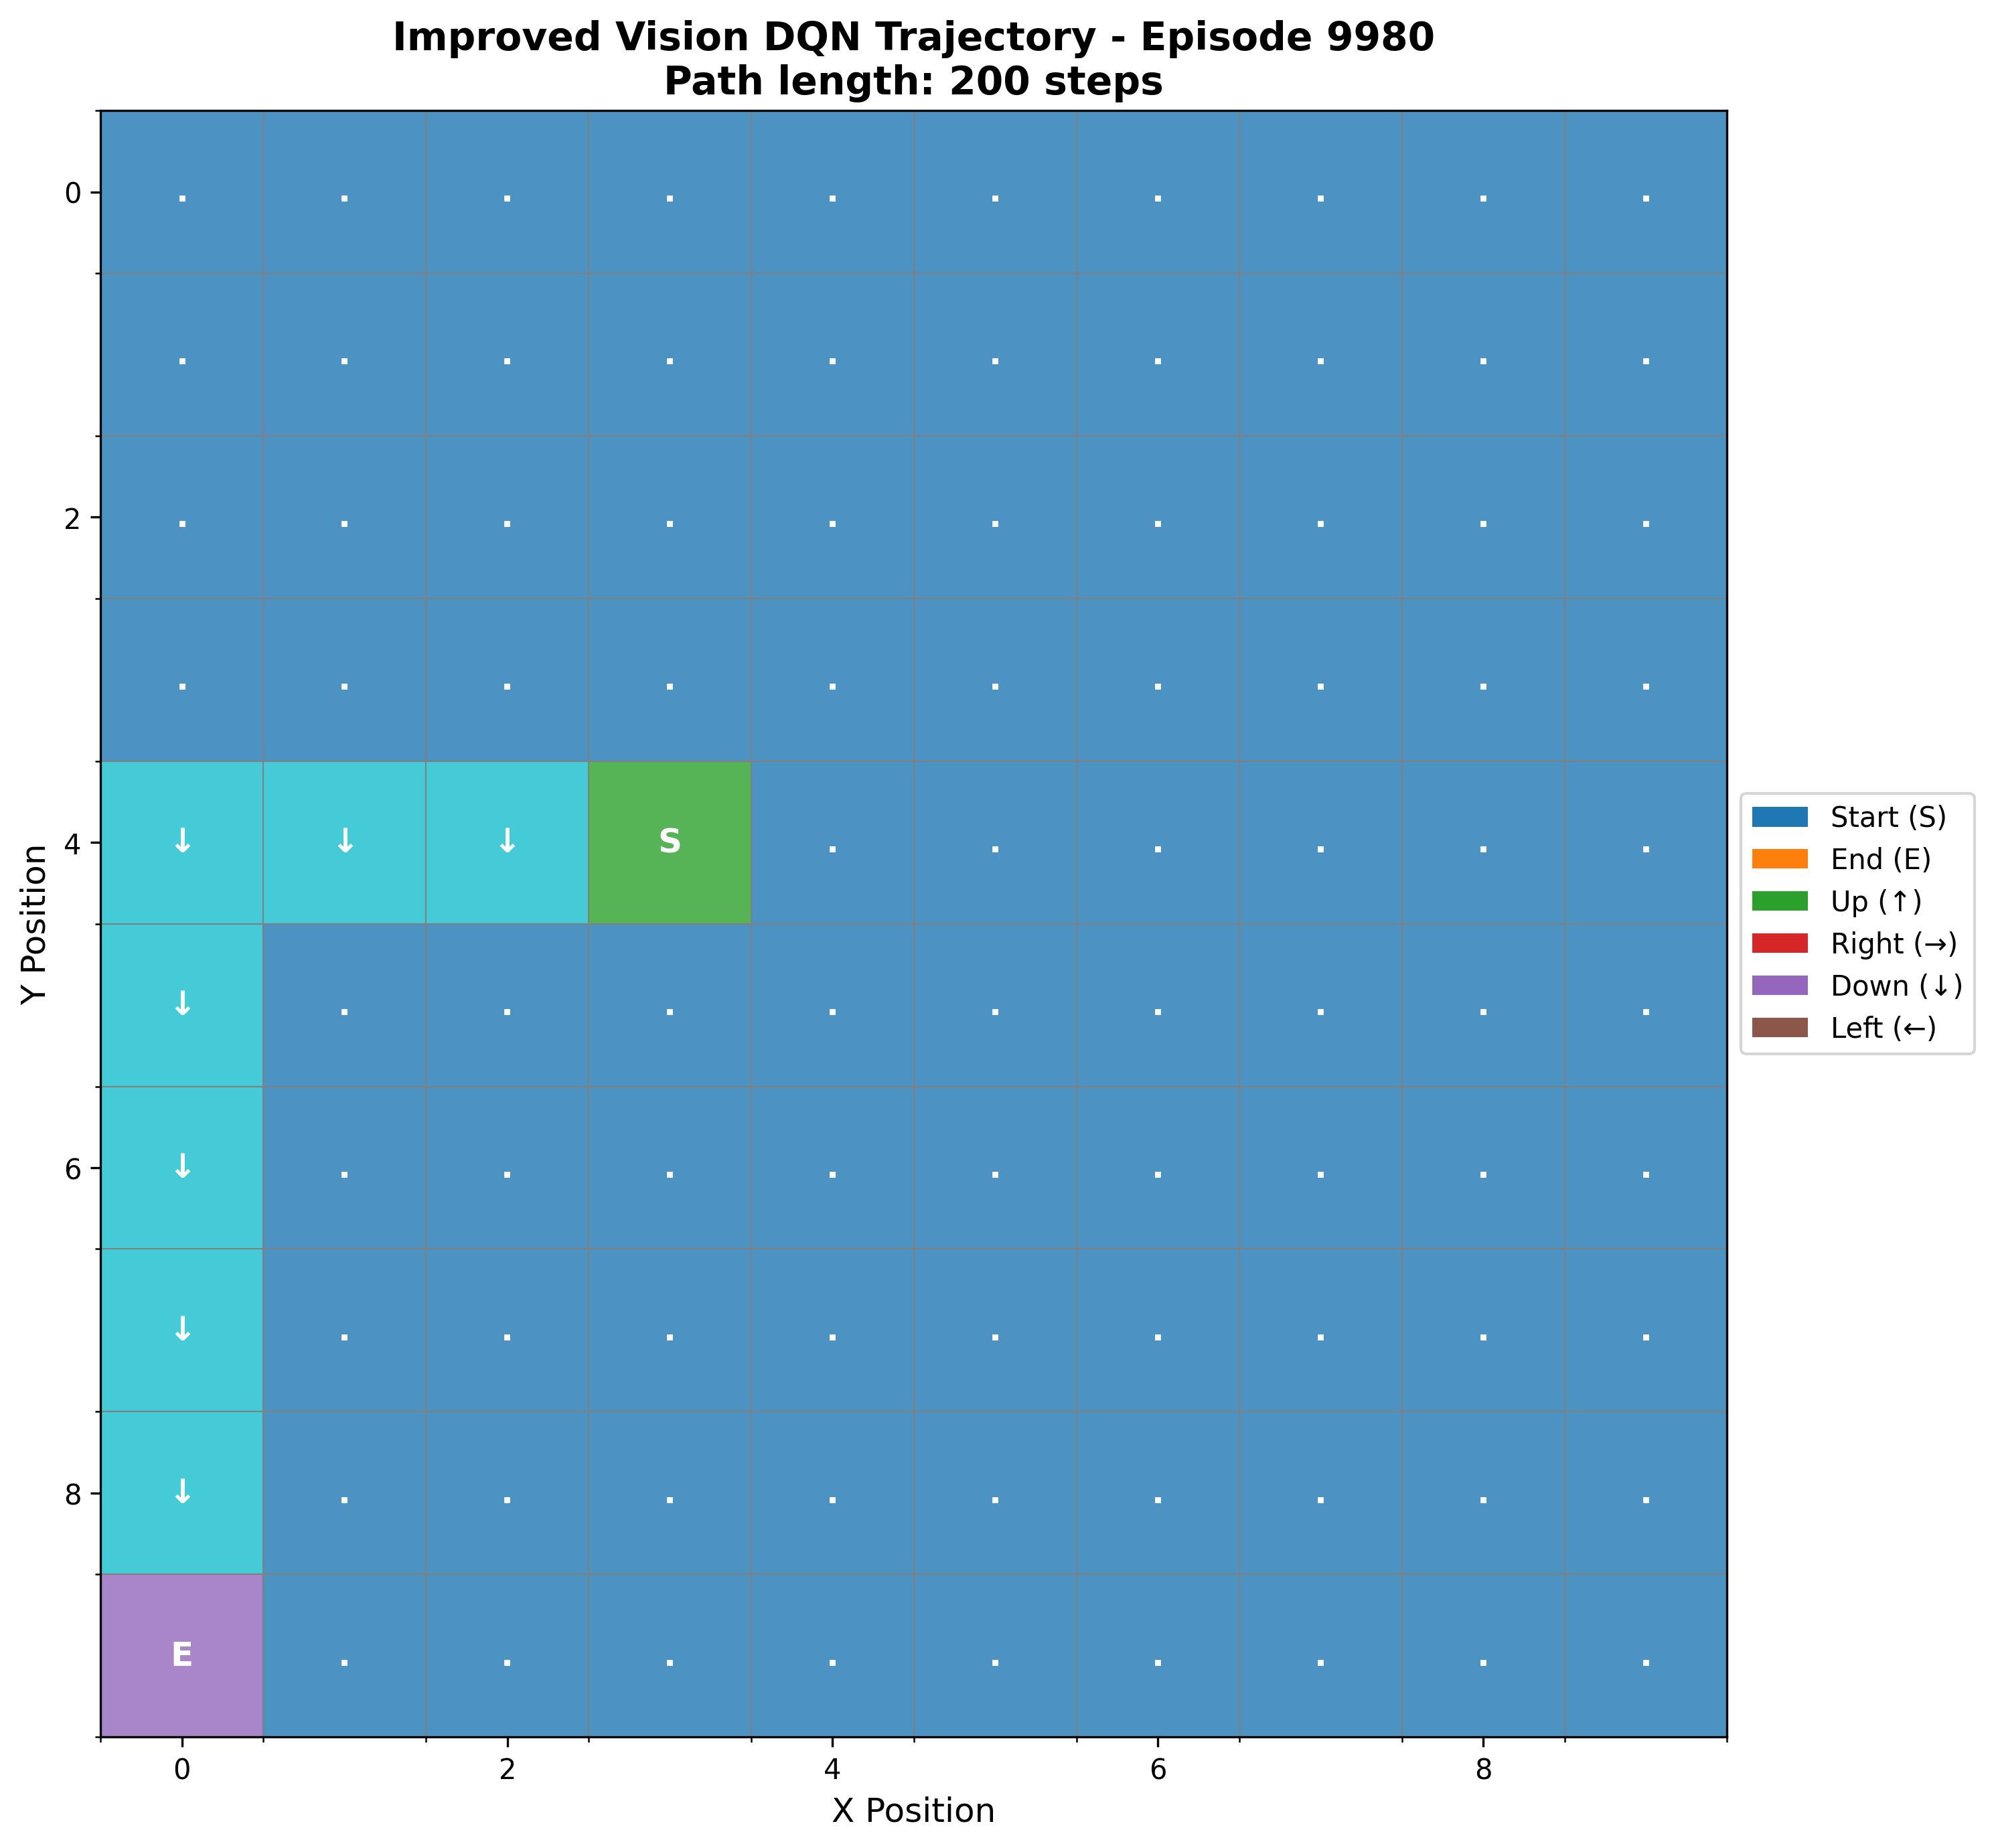 Improved Vision DQN Trajectory - Episode 9980
Path length: 200 steps
0
2
↓ ↓ ↓ S
4
↓
↓
6
↓
↓
8
E
0 2 4 6 8
X Position
Y Position
Start (S)
End (E)
Up (↑)
Right (→)
Down (↓)
Left (←)